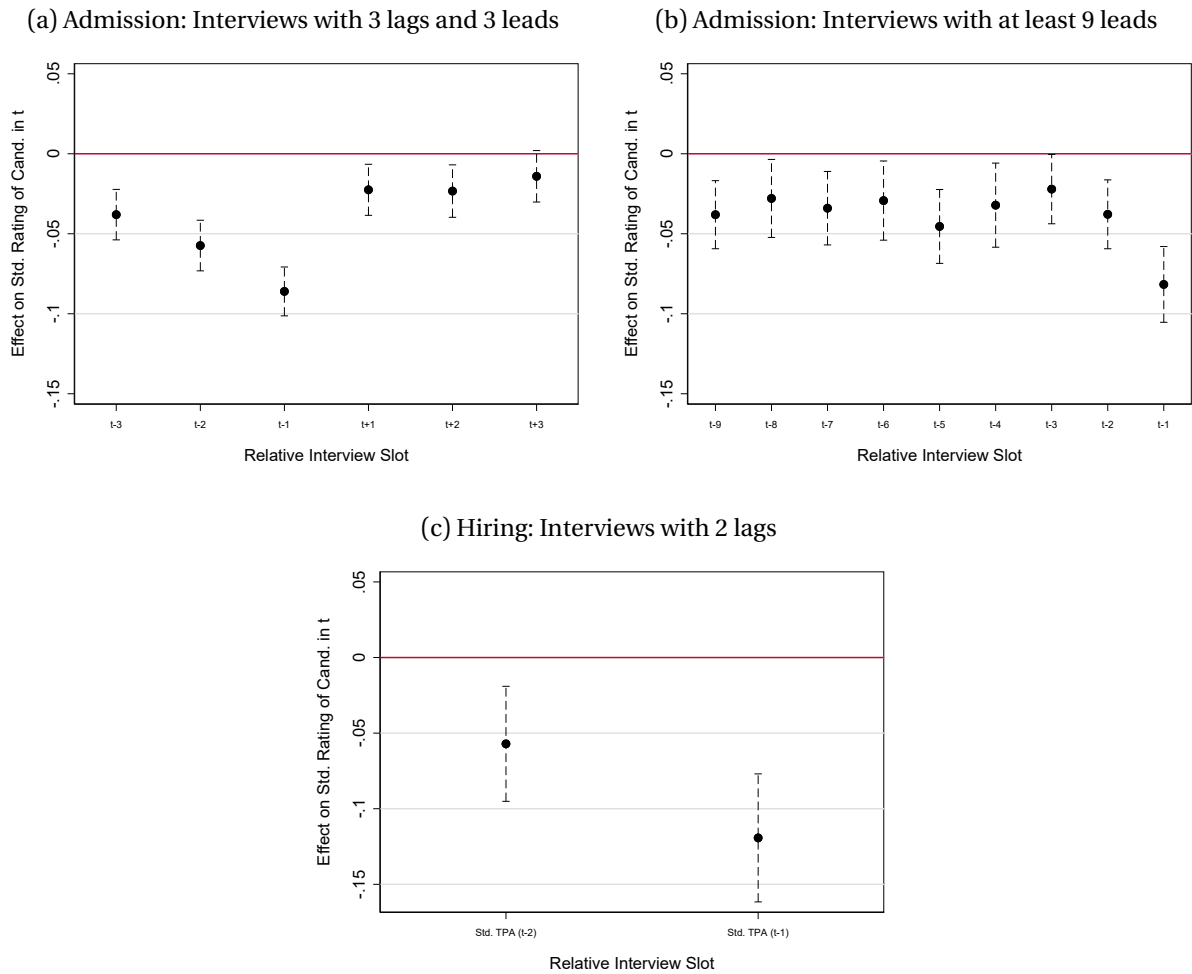 (a) Admission: Interviews with 3 lags and 3 leads
Effect on Std. Rating of Cand. in t
.05
0
-.05
-.1
-.15
t-3 t-2 t-1 t+1 t+2 t+3
Relative Interview Slot
(b) Admission: Interviews with at least 9 leads
Effect on Std. Rating of Cand. in t
.05
0
-.05
-.1
-.15
t-9 t-8 t-7 t-6 t-5 t-4 t-3 t-2 t-1
Relative Interview Slot
(c) Hiring: Interviews with 2 lags
Effect on Std. Rating of Cand. in t
.05
0
-.05
-.1
-.15
Std. TPA (t-2) Std. TPA (t-1)
Relative Interview Slot